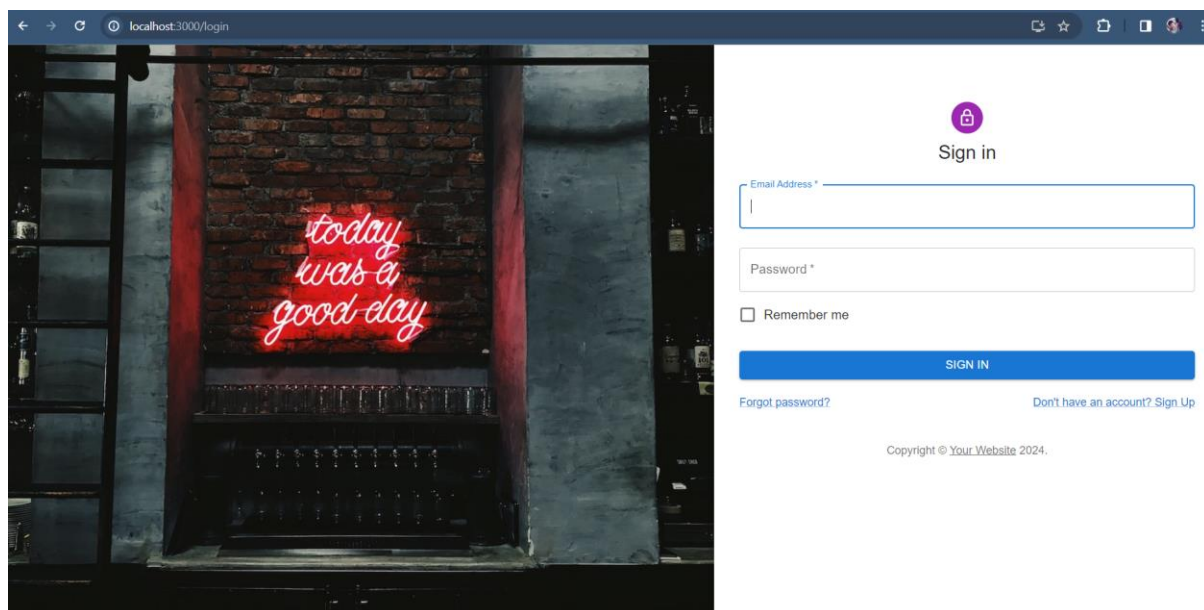 localhost:3000/login
today
was a
good day
Sign in
Email Address *
Password *
Remember me
SIGN IN
Forgot password?
Don't have an account? Sign Up
Copyright © Your Website 2024.